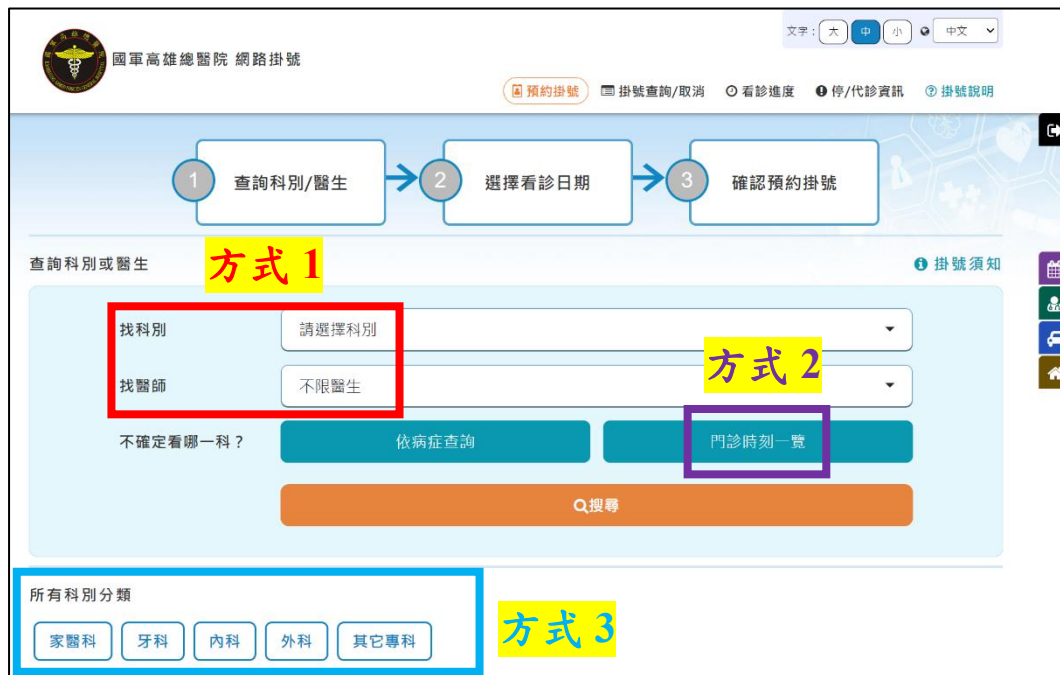 文字：大 中 小 中文
國軍高雄總醫院 網路掛號
預約掛號 掛號查詢/取消 看診進度 停/代診資訊 掛號說明
1 查詢科別/醫生 2 選擇看診日期 3 確認預約掛號
方式 1
查詢科別或醫生 掛號須知
找科別 請選擇科別
方式 2
找醫師 不限醫生
不確定看哪一科？ 依病症查詢 門診時刻一覽
搜尋
所有科別分類
方式 3
家醫科 牙科 內科 外科 其它專科